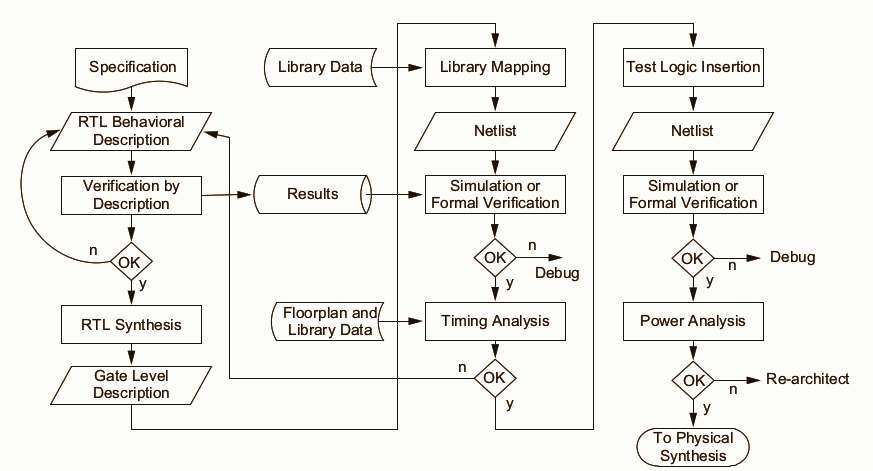 Specification
RTL Behavioral
Description
Verification by
Description
n
OK
y
RTL Synthesis
Gate Level
Description
Library Data
Results
Floorplan and
Library Data
Library Mapping
Netlist
Simulation or
Formal Verification
OK
n
Debug
y
Timing Analysis
n
OK
y
Test Logic Insertion
Netlist
Simulation or
Formal Verification
OK
n
Debug
y
Power Analysis
OK
n
Re-architect
y
To Physical
Synthesis